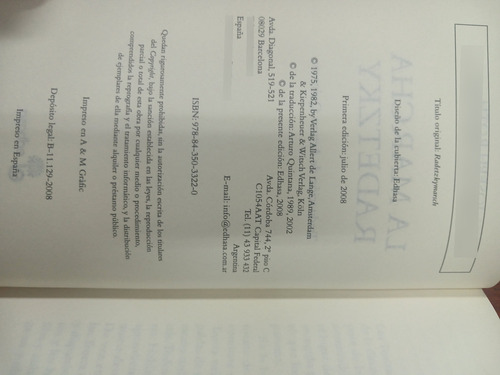 Título original: Radetzkymarsch
Diseño de la cubierta: Edhasa
Primera edición: julio de 2008
© 1975, 1982, by Verlag Allert de Lange, Amsterdam
& Kiepenheuer & Witsch Verlag, Köln
© de la traducción: Arturo Quintana, 1989, 2002
© de la presente edición: Edhasa, 2008
Avda. Diagonal, 519-521
08029 Barcelona
España
Avda. Córdoba 744, 2º piso C
C1054AAT Capital Federal
Tel. (11) 43 933 432
Argentina
E-mail: info@edhasa.com.ar
ISBN: 978-84-350-3322-0
Quedan rigurosamente prohibidas, sin la autorización escrita de los titulares
del Copyright, bajo la sanción establecida en las leyes, la reproducción
parcial o total de esta obra por cualquier medio o procedimiento,
comprendidos la reprografía y el tratamiento informático, y la distribución
de ejemplares de ella mediante alquiler o préstamo público.
Impreso en A & M Gràfic
Depósito legal: B-11.129-2008
Impreso en España
LA MARCHA
RADETZKY